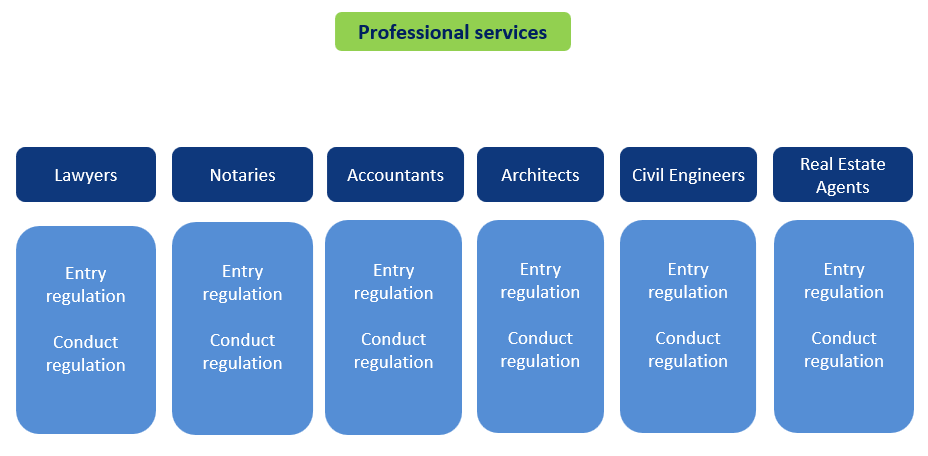 Professional services
Lawyers
Notaries
Accountants
Architects
Civil Engineers
Real Estate
Agents
Entry
regulation
Conduct
regulation
Entry
regulation
Conduct
regulation
Entry
regulation
Conduct
regulation
Entry
regulation
Conduct
regulation
Entry
regulation
Conduct
regulation
Entry
regulation
Conduct
regulation